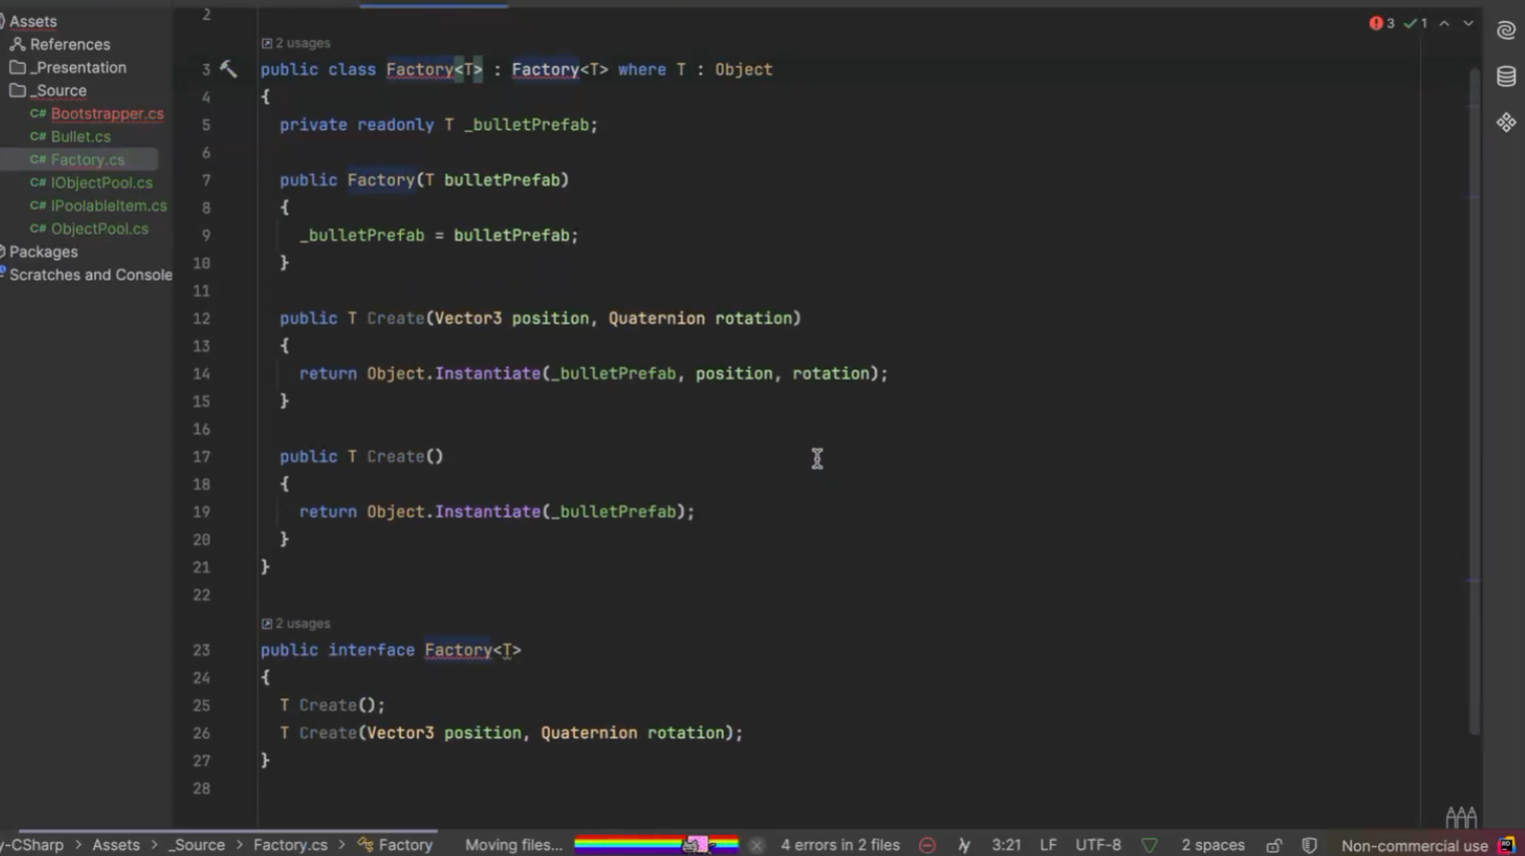 Assets
References
_Presentation
_Source
C# Bootstrapper.cs
C# Bullet.cs
C# Factory.cs
C# IObjectPool.cs
C# IPoolableItem.cs
C# ObjectPool.cs
Packages
Scratches and Console
3 1
2
2 usages
3 public class Factory<T> : Factory<T> where T : Object
4 {
5 private readonly T _bulletPrefab;
6
7 public Factory(T bulletPrefab)
8 {
9 _bulletPrefab = bulletPrefab;
10 }
11
12 public T Create(Vector3 position, Quaternion rotation)
13 {
14 return Object.Instantiate(_bulletPrefab, position, rotation);
15 }
16
17 public T Create()
18 {
19 return Object.Instantiate(_bulletPrefab);
20 }
21 }
22
2 usages
23 public interface Factory<T>
24 {
25 T Create();
26 T Create(Vector3 position, Quaternion rotation);
27 }
28
y-CSharp > Assets > _Source > Factory.cs > Factory Moving files... 4 errors in 2 files 3:21 LF UTF-8 2 spaces Non-commercial use